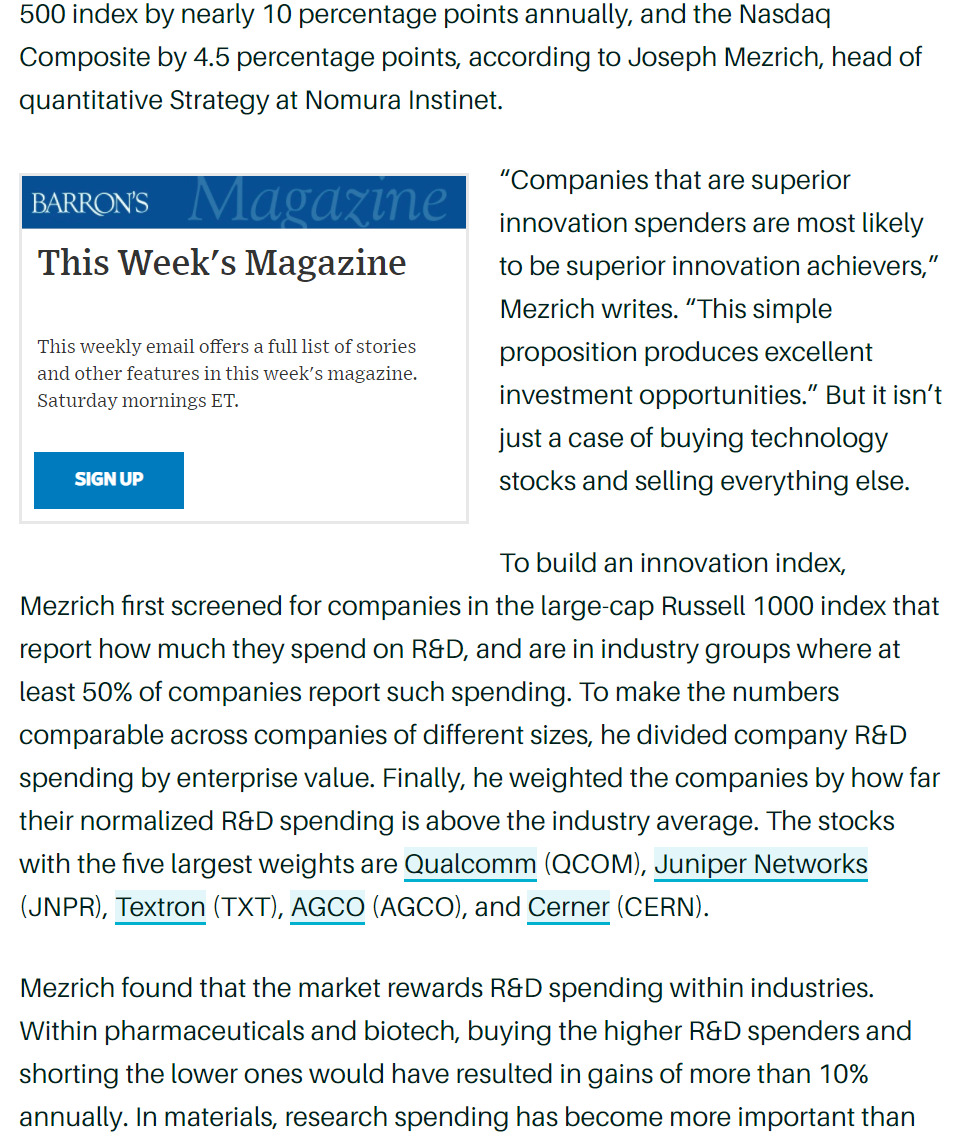 500 index by nearly 10 percentage points annually, and the Nasdaq
Composite by 4.5 percentage points, according to Joseph Mezrich, head of
quantitative Strategy at Nomura Instinet.
BARRON'S Magazine
This Week's Magazine
This weekly email offers a full list of stories
and other features in this week's magazine.
Saturday mornings ET.
SIGN UP
“Companies that are superior
innovation spenders are most likely
to be superior innovation achievers,”
Mezrich writes. “This simple
proposition produces excellent
investment opportunities.” But it isn’t
just a case of buying technology
stocks and selling everything else.
To build an innovation index,
Mezrich first screened for companies in the large-cap Russell 1000 index that
report how much they spend on R&D, and are in industry groups where at
least 50% of companies report such spending. To make the numbers
comparable across companies of different sizes, he divided company R&D
spending by enterprise value. Finally, he weighted the companies by how far
their normalized R&D spending is above the industry average. The stocks
with the five largest weights are Qualcomm (QCOM), Juniper Networks
(JNPR), Textron (TXT), AGCO (AGCO), and Cerner (CERN).
Mezrich found that the market rewards R&D spending within industries.
Within pharmaceuticals and biotech, buying the higher R&D spenders and
shorting the lower ones would have resulted in gains of more than 10%
annually. In materials, research spending has become more important than